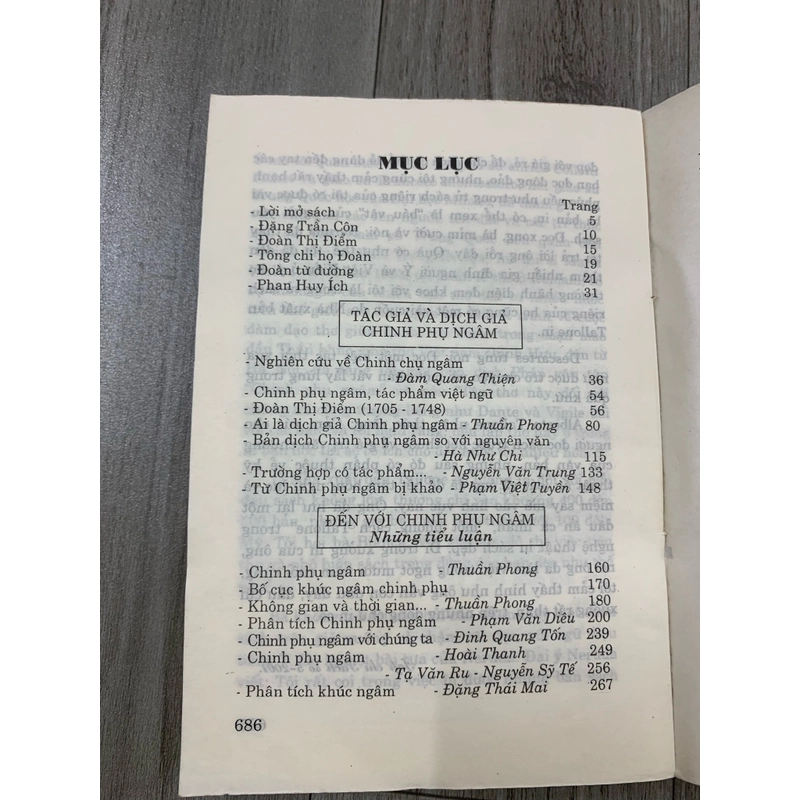 MỤC LỤC
Trang
- Lời mở sách 5
- Đặng Trần Côn 10
- Đoàn Thị Điểm 15
- Tông chi họ Đoàn 19
- Đoàn từ đường 21
- Phan Huy Ích 31
TÁC GIẢ VÀ DỊCH GIẢ
CHINH PHỤ NGÂM
- Nghiên cứu về Chinh chụ ngâm
- Đàm Quang Thiện 36
- Chinh phụ ngâm, tác phẩm việt ngữ 54
- Đoàn Thị Điểm (1705 - 1748) 56
- Ai là dịch giả Chinh phụ ngâm - Thuần Phong 80
- Bản dịch Chinh phụ ngâm so với nguyên văn
- Hà Như Chi 115
- Trường hợp có tác phẩm... - Nguyễn Văn Trung 133
- Từ Chinh phụ ngâm bị khảo - Phạm Việt Tuyền 148
ĐẾN VỚI CHINH PHỤ NGÂM
Những tiểu luận
- Chinh phụ ngâm - Thuần Phong 160
- Bố cục khúc ngâm chinh phụ 170
- Không gian và thời gian... - Thuần Phong 180
- Phân tích Chinh phụ ngâm - Phạm Văn Diêu 200
- Chinh phụ ngâm với chúng ta - Đinh Quang Tốn 239
- Chinh phụ ngâm - Hoài Thanh 249
- Tạ Văn Ru - Nguyễn Sỹ Tế 256
- Phân tích khúc ngâm - Đặng Thái Mai 267
686